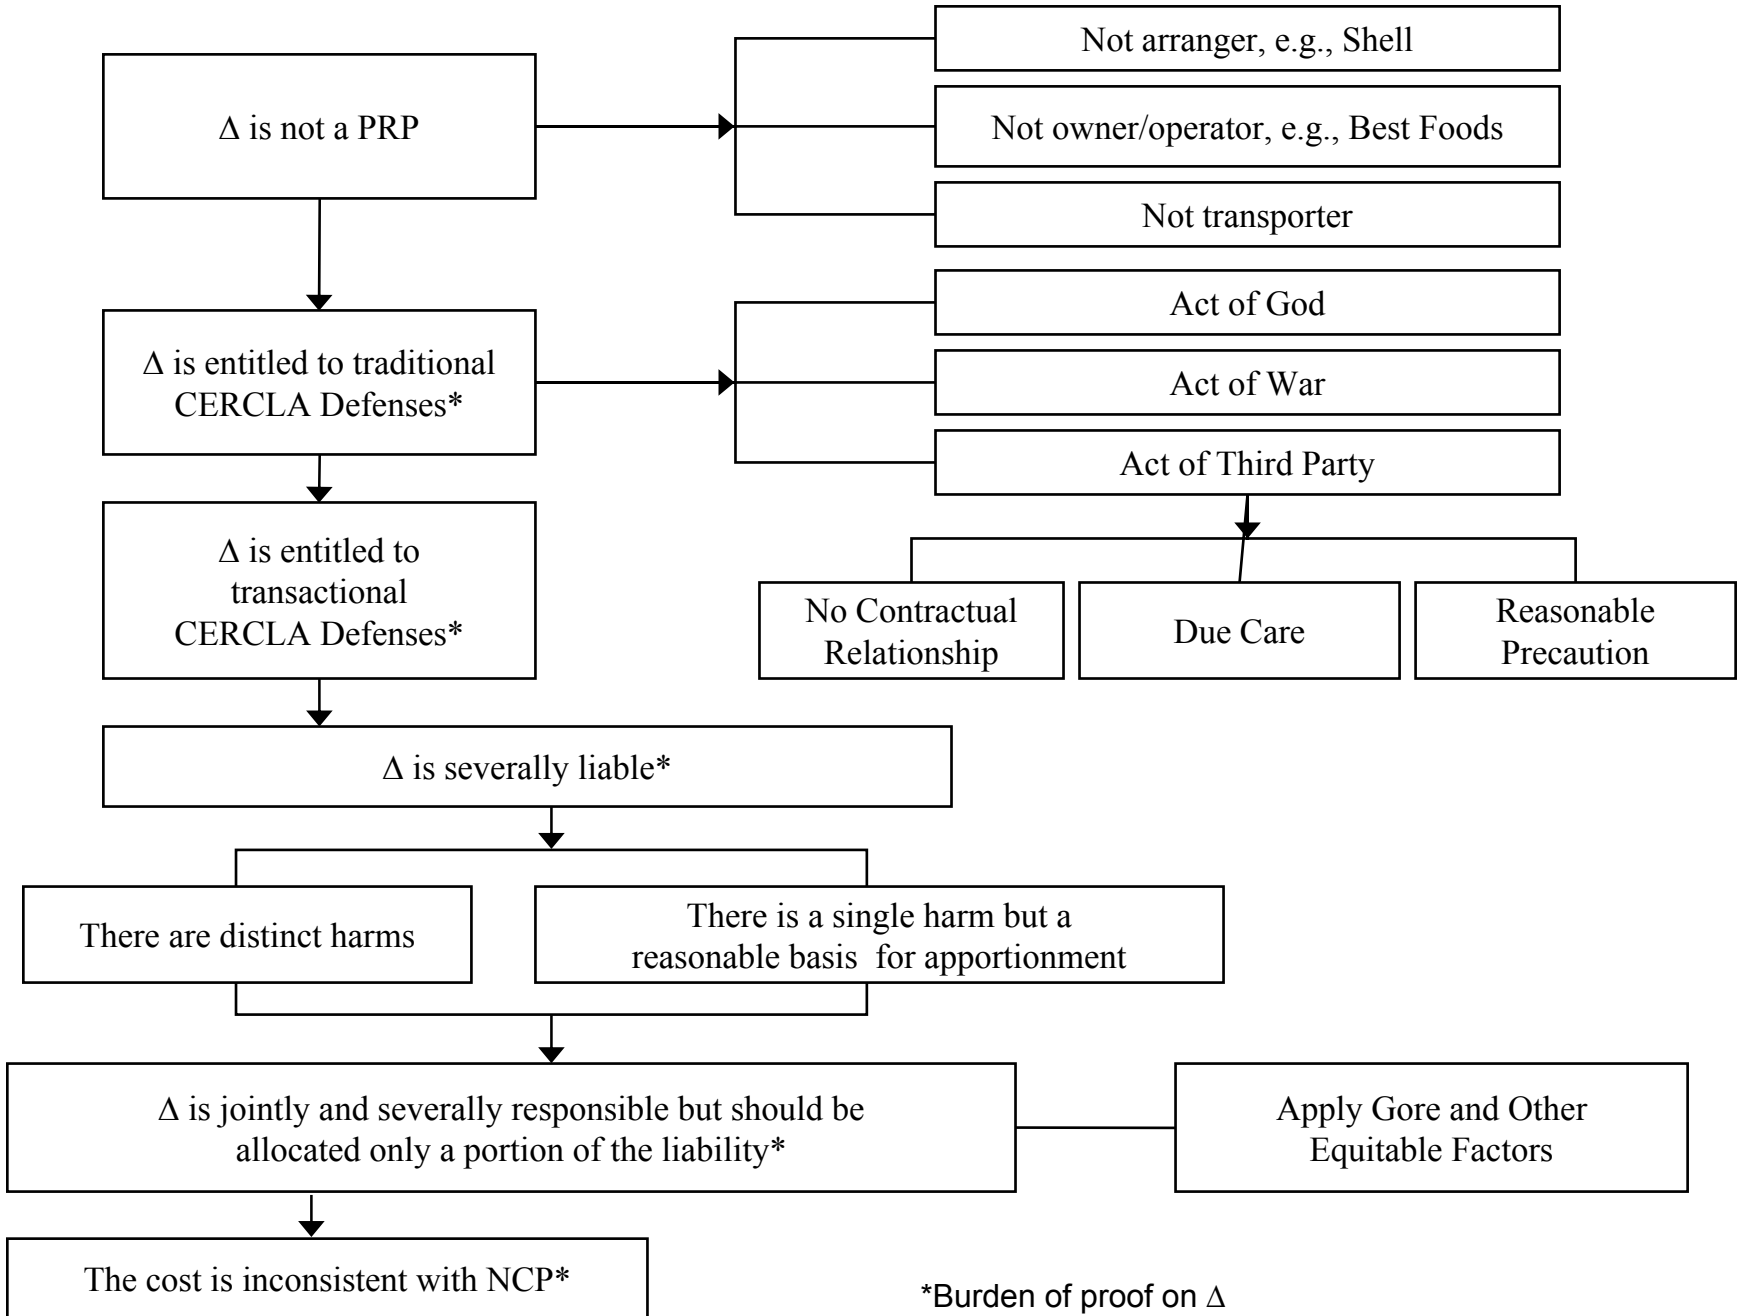 Δ is not a PRP
Not arranger, e.g., Shell
Not owner/operator, e.g., Best Foods
Not transporter
Δ is entitled to traditional
CERCLA Defenses*
Act of God
Act of War
Act of Third Party
No Contractual
Relationship
Due Care
Reasonable
Precaution
Δ is entitled to
transactional
CERCLA Defenses*
Δ is severally liable*
There are distinct harms
There is a single harm but a
reasonable basis  for apportionment
Δ is jointly and severally responsible but should be
allocated only a portion of the liability*
Apply Gore and Other
Equitable Factors
The cost is inconsistent with NCP*
*Burden of proof on Δ